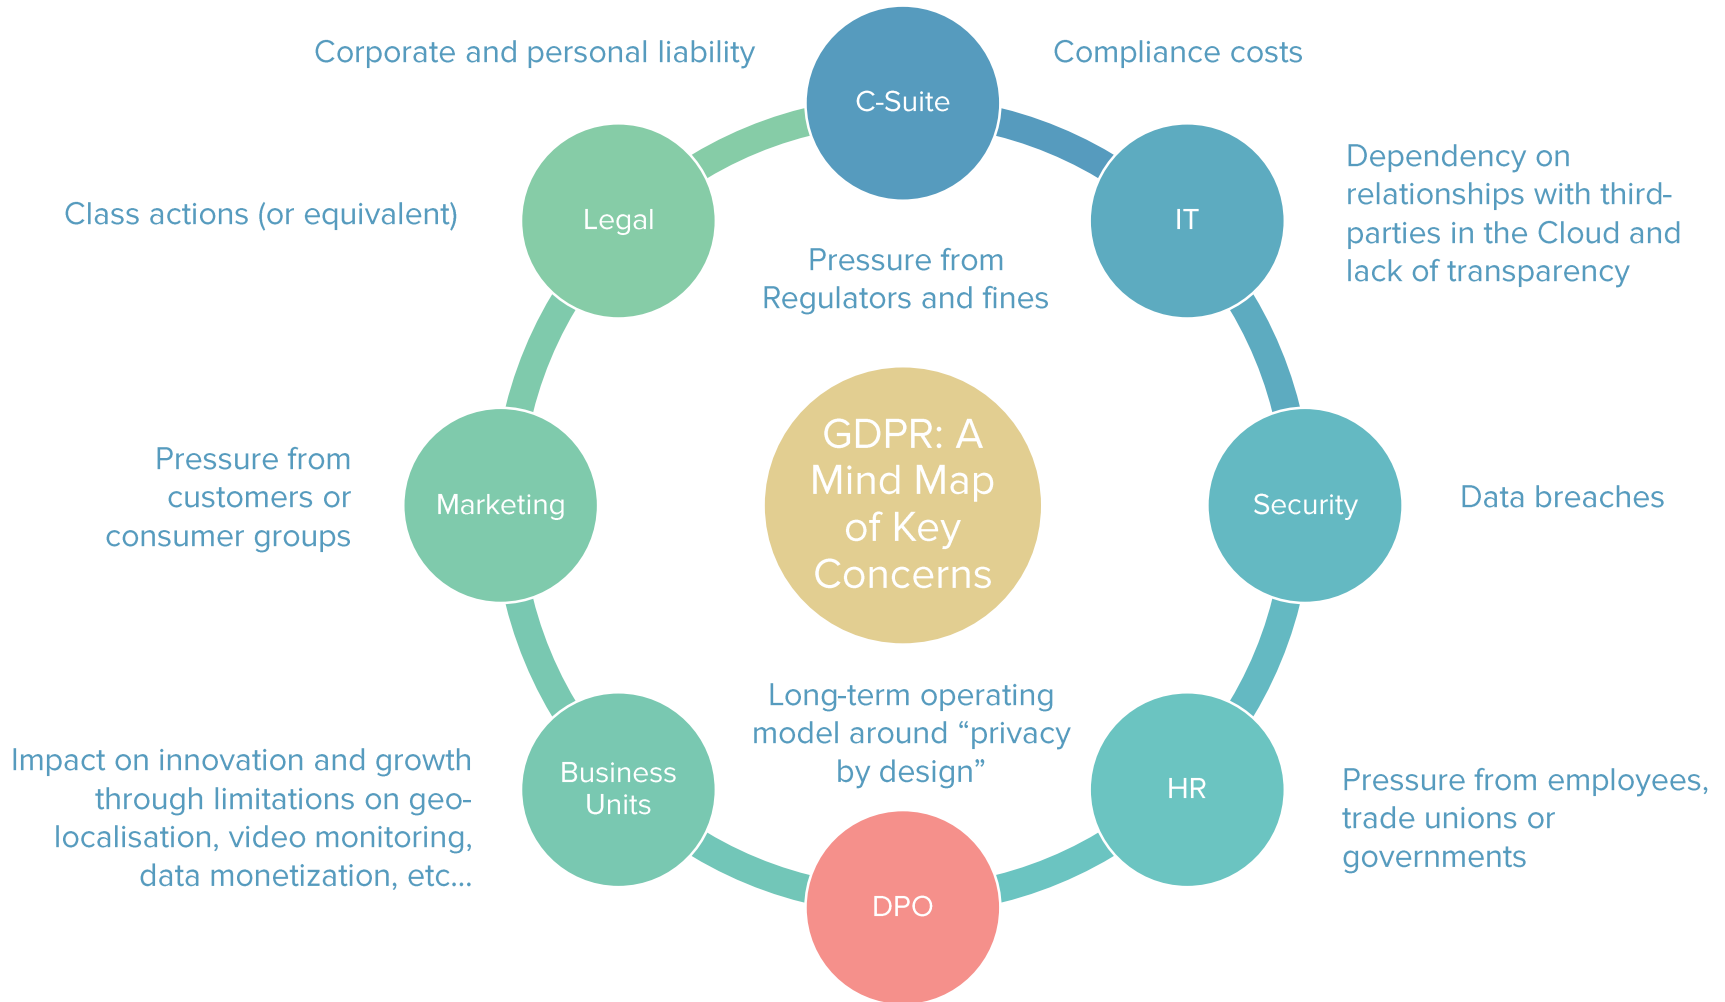 Corporate and personal liability
C-Suite
Compliance costs
Legal
Class actions (or equivalent)
IT
Dependency on
relationships with third-
parties in the Cloud and
lack of transparency
Pressure from
Regulators and fines
GDPR: A
Mind Map
of Key
Concerns
Marketing
Pressure from
customers or
consumer groups
Security
Data breaches
Long-term operating
model around “privacy
by design”
Business
Units
Impact on innovation and growth
through limitations on geo-
localisation, video monitoring,
data monetization, etc...
HR
Pressure from employees,
trade unions or
governments
DPO